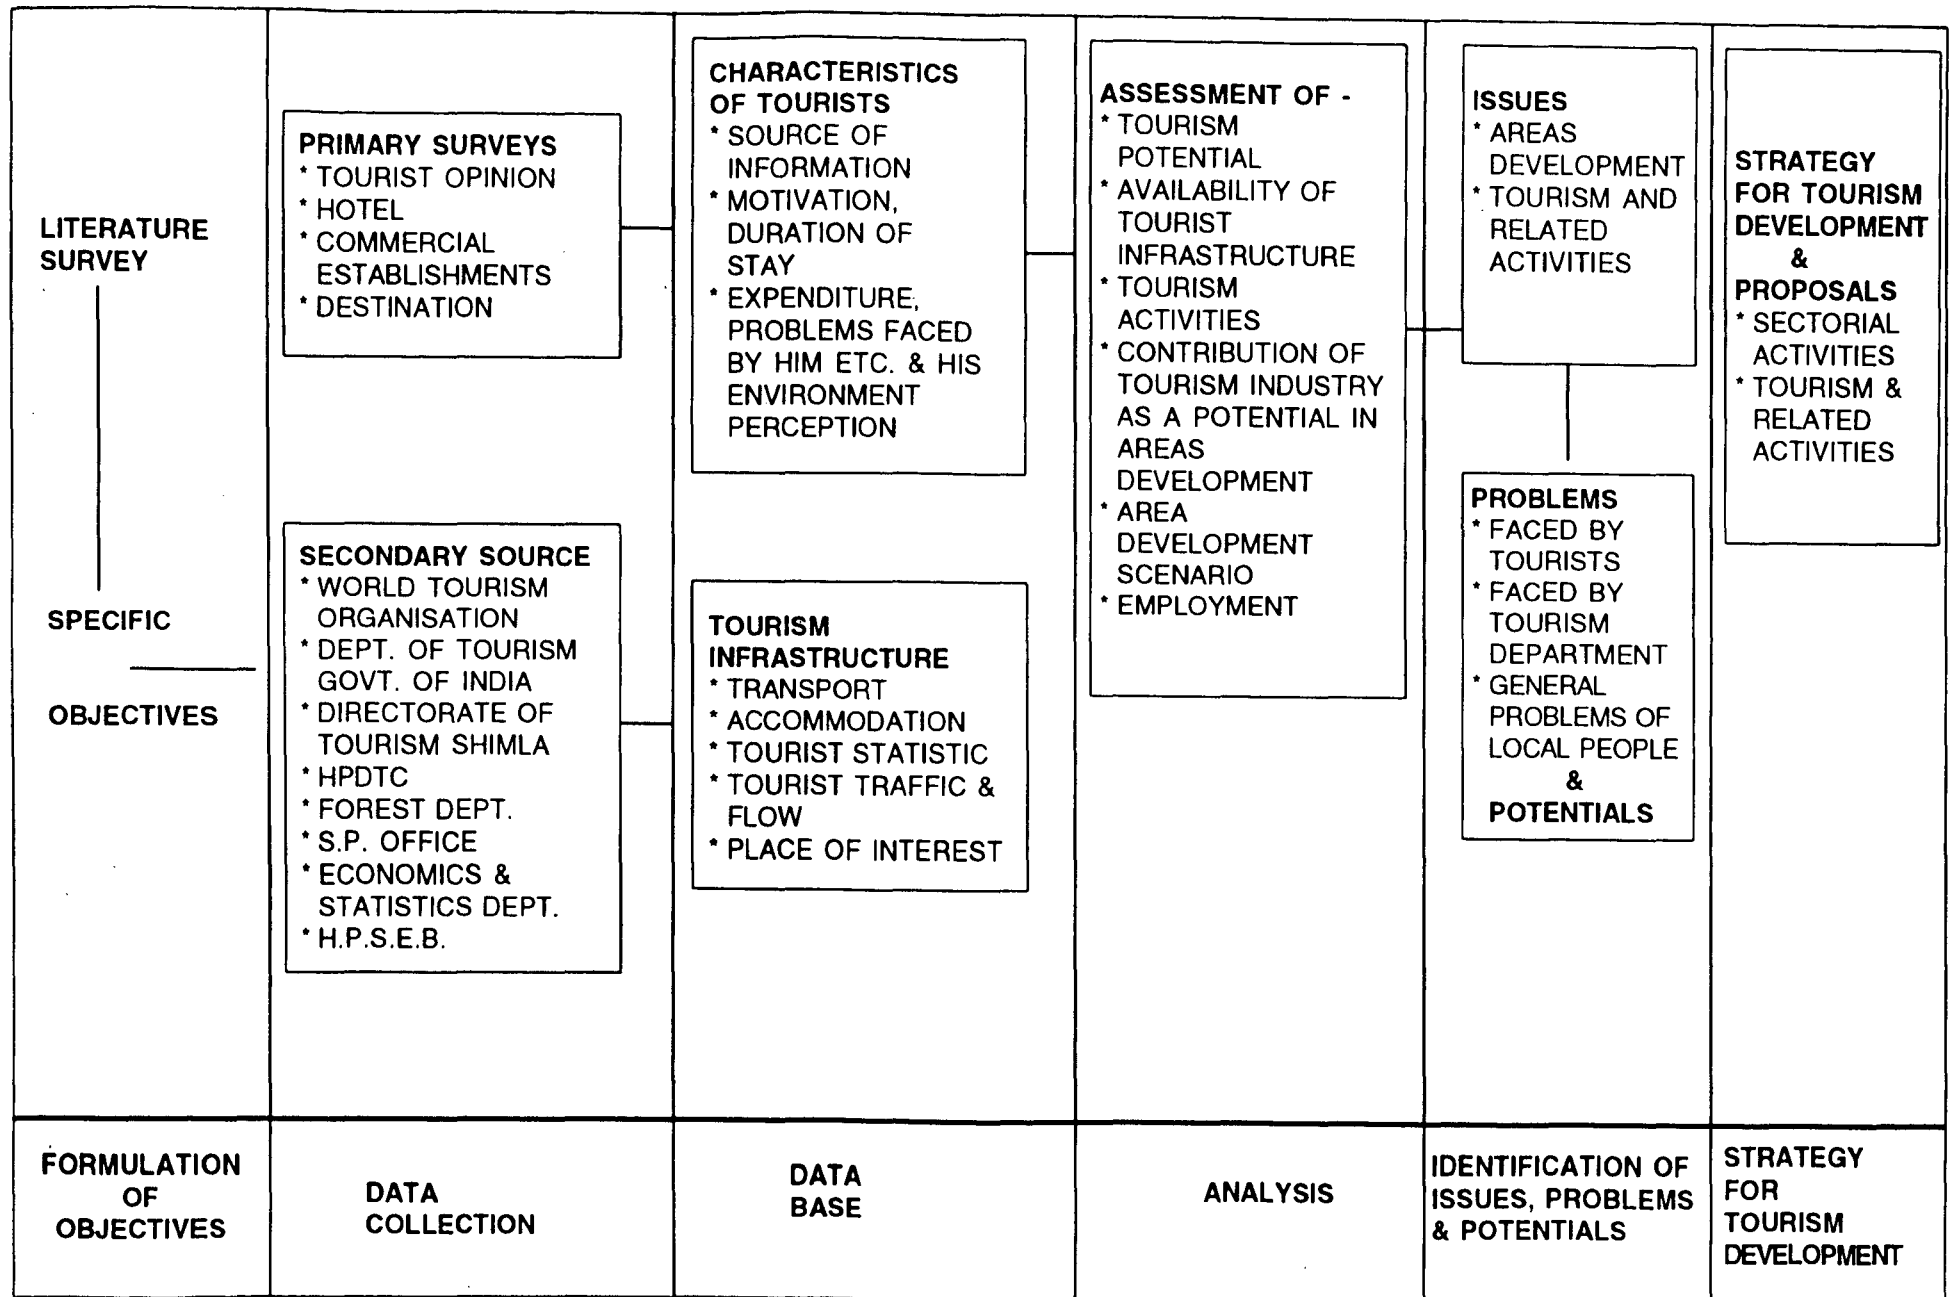 LITERATURE
SURVEY
SPECIFIC
OBJECTIVES
PRIMARY SURVEYS
* TOURIST OPINION
* HOTEL
* COMMERCIAL
ESTABLISHMENTS
* DESTINATION
SECONDARY SOURCE
* WORLD TOURISM
ORGANISATION
* DEPT. OF TOURISM
GOVT. OF INDIA
* DIRECTORATE OF
TOURISM SHIMLA
* HPDTC
* FOREST DEPT.
* S.P. OFFICE
* ECONOMICS &
STATISTICS DEPT.
* H.P.S.E.B.
CHARACTERISTICS
OF TOURISTS
* SOURCE OF
INFORMATION
* MOTIVATION,
DURATION OF
STAY
* EXPENDITURE,
PROBLEMS FACED
BY HIM ETC. & HIS
ENVIRONMENT
PERCEPTION
TOURISM
INFRASTRUCTURE
* TRANSPORT
* ACCOMMODATION
* TOURIST STATISTIC
* TOURIST TRAFFIC &
FLOW
* PLACE OF INTEREST
ASSESSMENT OF -
* TOURISM
POTENTIAL
* AVAILABILITY OF
TOURIST
INFRASTRUCTURE
* TOURISM
ACTIVITIES
* CONTRIBUTION OF
TOURISM INDUSTRY
AS A POTENTIAL IN
AREAS
DEVELOPMENT
* AREA
DEVELOPMENT
SCENARIO
* EMPLOYMENT
ISSUES
* AREAS
DEVELOPMENT
* TOURISM AND
RELATED
ACTIVITIES
PROBLEMS
* FACED BY
TOURISTS
* FACED BY
TOURISM
DEPARTMENT
* GENERAL
PROBLEMS OF
LOCAL PEOPLE
&
POTENTIALS
STRATEGY
FOR TOURISM
DEVELOPMENT
&
PROPOSALS
* SECTORIAL
ACTIVITIES
* TOURISM &
RELATED
ACTIVITIES
FORMULATION
OF
OBJECTIVES
DATA
COLLECTION
DATA
BASE
ANALYSIS
IDENTIFICATION OF
ISSUES, PROBLEMS
& POTENTIALS
STRATEGY
FOR
TOURISM
DEVELOPMENT